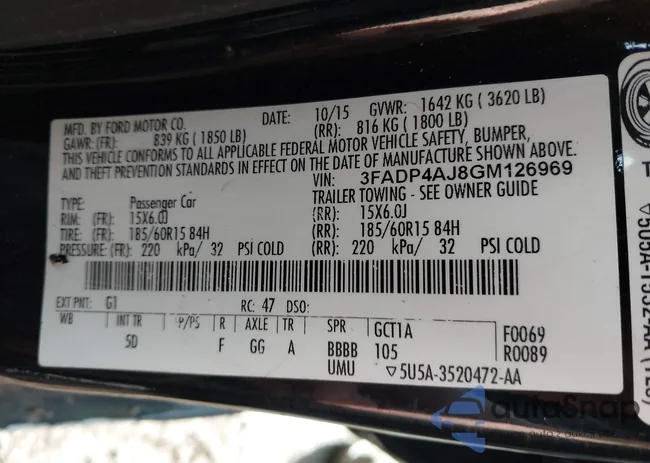 MFD. BY FORD MOTOR CO.
DATE: 10/15 GVWR: 1642 KG ( 3620 LB)
GAWR: (FR): 839 KG ( 1850 LB) (RR): 816 KG ( 1800 LB)
THIS VEHICLE CONFORMS TO ALL APPLICABLE FEDERAL MOTOR VEHICLE SAFETY, BUMPER,
AND THEFT PREVENTION STANDARDS IN EFFECT ON THE DATE OF MANUFACTURE SHOWN ABOVE.
VIN: 3FADP4AJ8GM126969
TYPE: Passenger Car TRAILER TOWING - SEE OWNER GUIDE
RIM: (FR) 15X6.0J (RR): 15X6.0J
TIRE: (FR) 185/60R15 84H (RR): 185/60R15 84H
PRESSURE: (FR) 220 kPa/ 32 PSI COLD (RR): 220 kPa/ 32 PSI COLD
EXT PNT: G1 RC: 47 DSO:
WB INT TR P/PS R AXLE TR SPR GCT1A F0069
5D F GG A BBBB 105 R0089
UMU ▽5U5A-3520472-AA
autoSnap